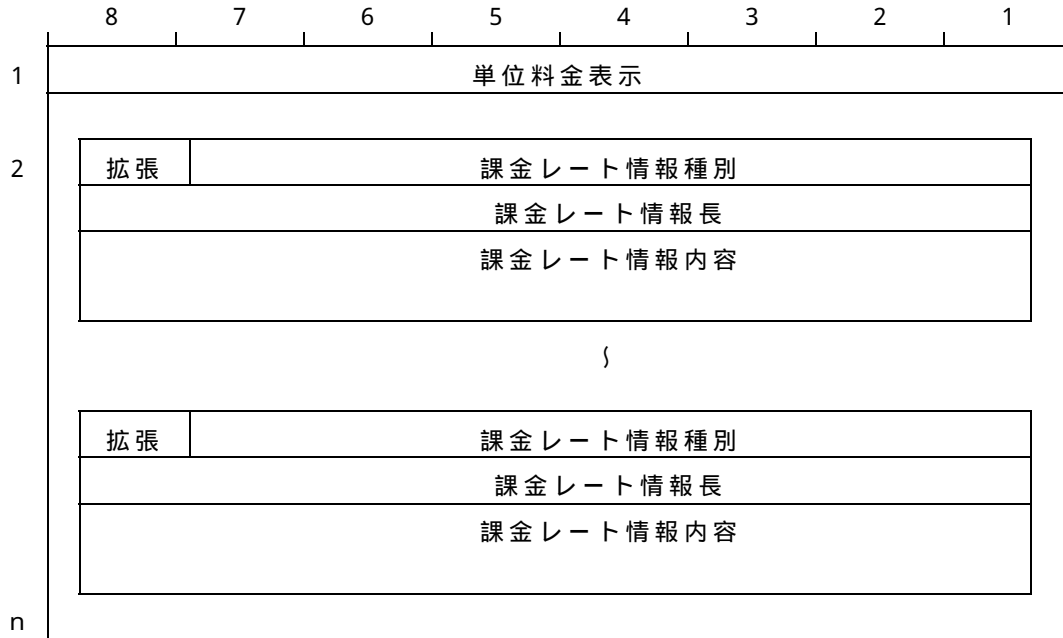 8 7 6 5 4 3 2 1
1 単位料金表示
2 拡張 課金レート情報種別
課金レート情報長
課金レート情報内容
〜
拡張 課金レート情報種別
課金レート情報長
課金レート情報内容
n